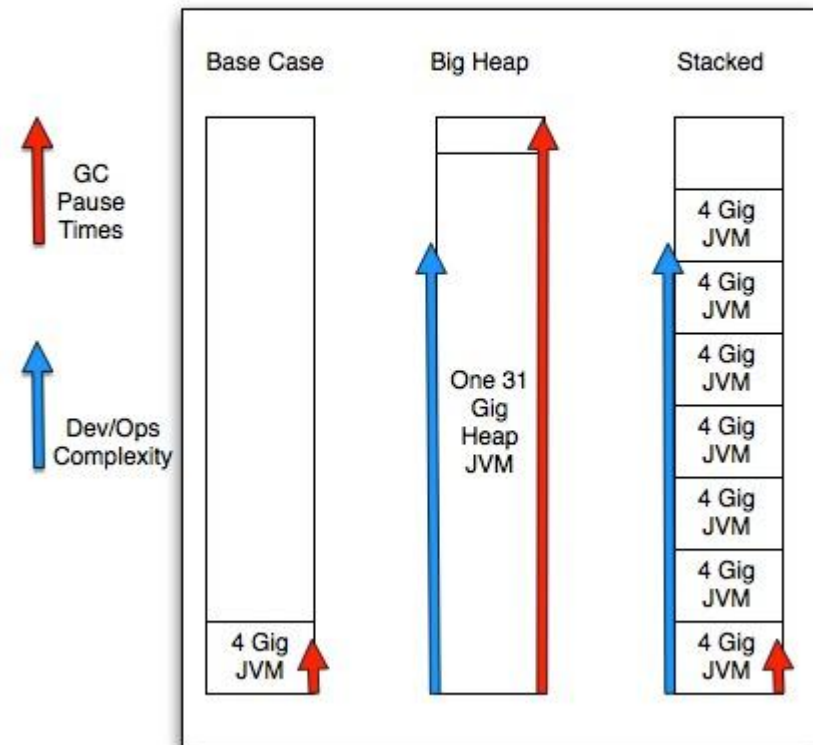 Base Case
Big Heap
Stacked
GC
Pause
Times
Dev/Ops
Complexity
4 Gig
JVM
One 31
Gig
Heap
JVM
4 Gig
JVM
4 Gig
JVM
4 Gig
JVM
4 Gig
JVM
4 Gig
JVM
4 Gig
JVM
4 Gig
JVM